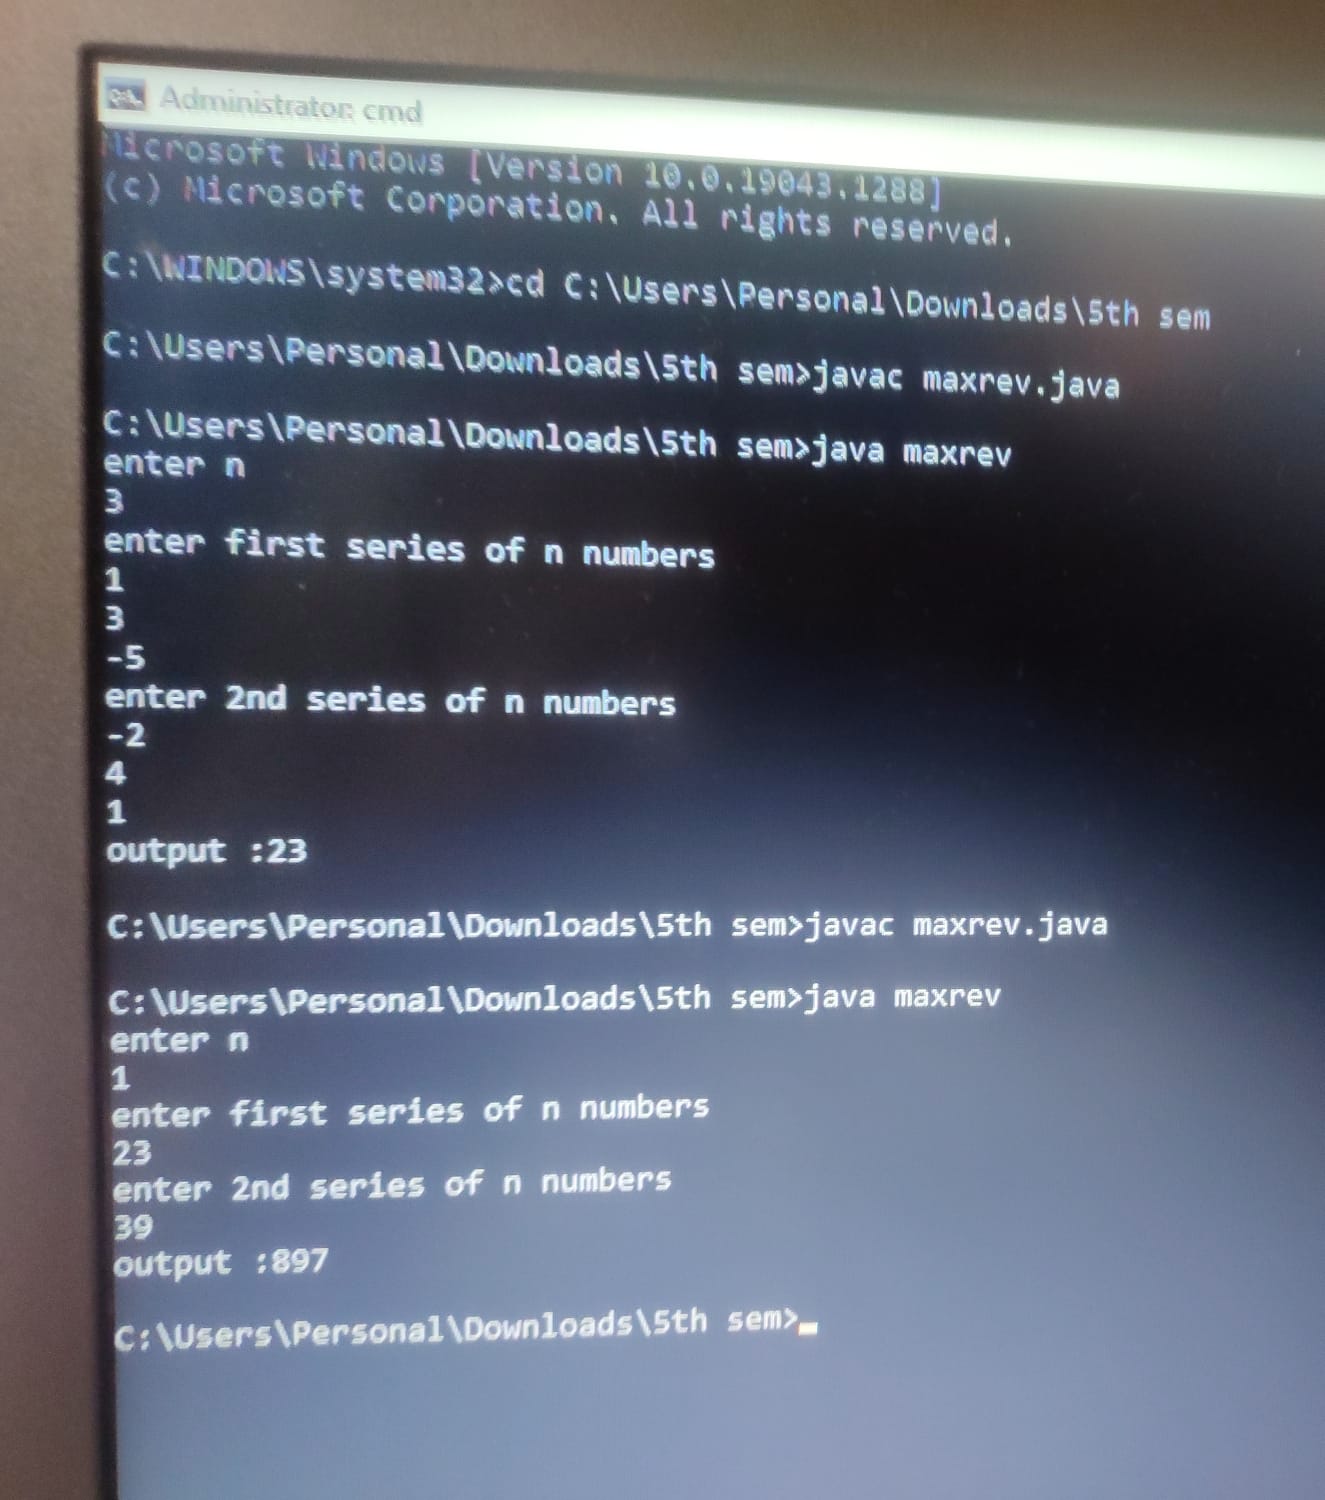 Administrator: cmd
Microsoft Windows [Version 10.0.19043.1288]
(c) Microsoft Corporation. All rights reserved.
C:\WINDOWS\system32>cd C:\Users\Personal\Downloads\5th sem
C:\Users\Personal\Downloads\5th sem>javac maxrev.java
C:\Users\Personal\Downloads\5th sem>java maxrev
enter n
3
enter first series of n numbers
1
3
-5
enter 2nd series of n numbers
-2
4
1
output :23
C:\Users\Personal\Downloads\5th sem>javac maxrev.java
C:\Users\Personal\Downloads\5th sem>java maxrev
enter n
1
enter first series of n numbers
23
enter 2nd series of n numbers
39
output :897
C:\Users\Personal\Downloads\5th sem>